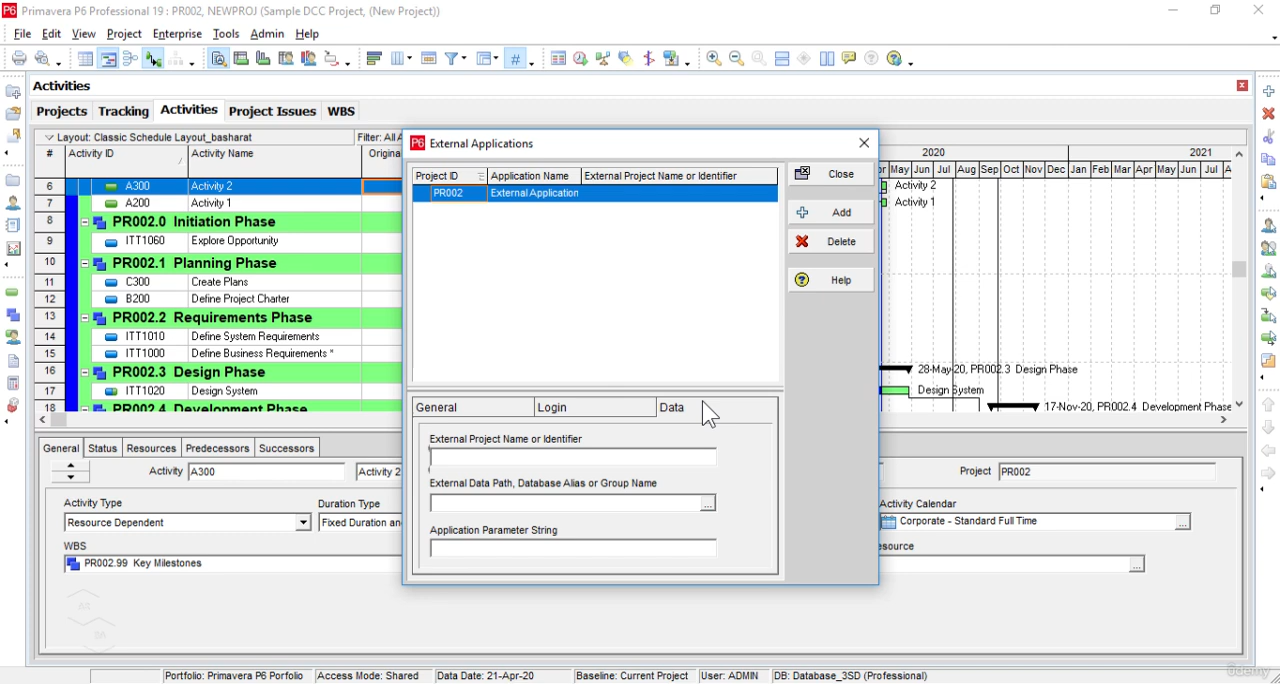 Primavera P6 Professional 19 : PR002, NEWPROJ (Sample DCC Project, (New Project))
File Edit View Project Enterprise Tools Admin Help
Activities
Projects Tracking Activities Project Issues WBS
Layout: Classic Schedule Layout_basharat Filter: All A
# Activity ID Activity Name Origina
2020 2021
May Jun Jul Aug Sep Oct Nov Dec Jan Feb Mar Apr May Jun Jul A
6 A300 Activity 2 Activity 2
7 A200 Activity 1 Activity 1
8 PR002.0 Initiation Phase
9 ITT1060 Explore Opportunity
10 PR002.1 Planning Phase
11 C300 Create Plans
12 B200 Define Project Charter
13 PR002.2 Requirements Phase
14 ITT1010 Define System Requirements
15 ITT1000 Define Business Requirements *
16 PR002.3 Design Phase 28-May-20, PR002.3 Design Phase
17 ITT1020 Design System Design System
18 PR002.4 Development Phase 17-Nov-20, PR002.4 Development Phase
External Applications
Project ID Application Name External Project Name or Identifier
PR002 External Application
Close
Add
Delete
Help
General Login Data
External Project Name or Identifier
External Data Path, Database Alias or Group Name
...
Application Parameter String
General Status Resources Predecessors Successors
Activity A300 Activity 2 Project PR002
Activity Type Duration Type Activity Calendar
Resource Dependent Fixed Duration an Corporate - Standard Full Time ...
WBS esource
PR002.99 Key Milestones ...
Portfolio: Primavera P6 Porfolio Access Mode: Shared Data Date: 21-Apr-20 Baseline: Current Project User: ADMIN DB: Database_3SD (Professional)
ûdemy